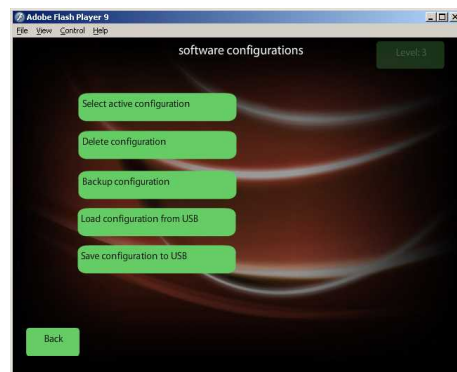 Adobe Flash Player 9
File View Control Help
software configurations
Level: 3
Select active configuration
Delete configuration
Backup configuration
Load configuration from USB
Save configuration to USB
Back